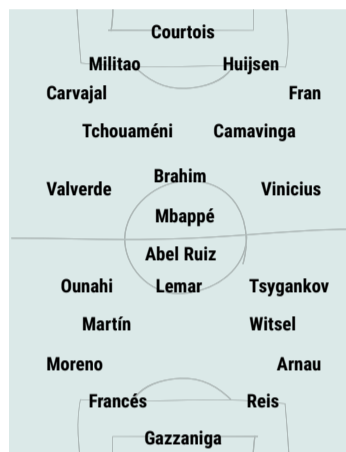 Courtois
Militao Huijsen
Carvajal Fran
Tchouaméni Camavinga
Brahim
Valverde Vinicius
Mbappé
Abel Ruiz
Ounahi Lemar Tsygankov
Martín Witsel
Moreno Arnau
Francés Reis
Gazzaniga